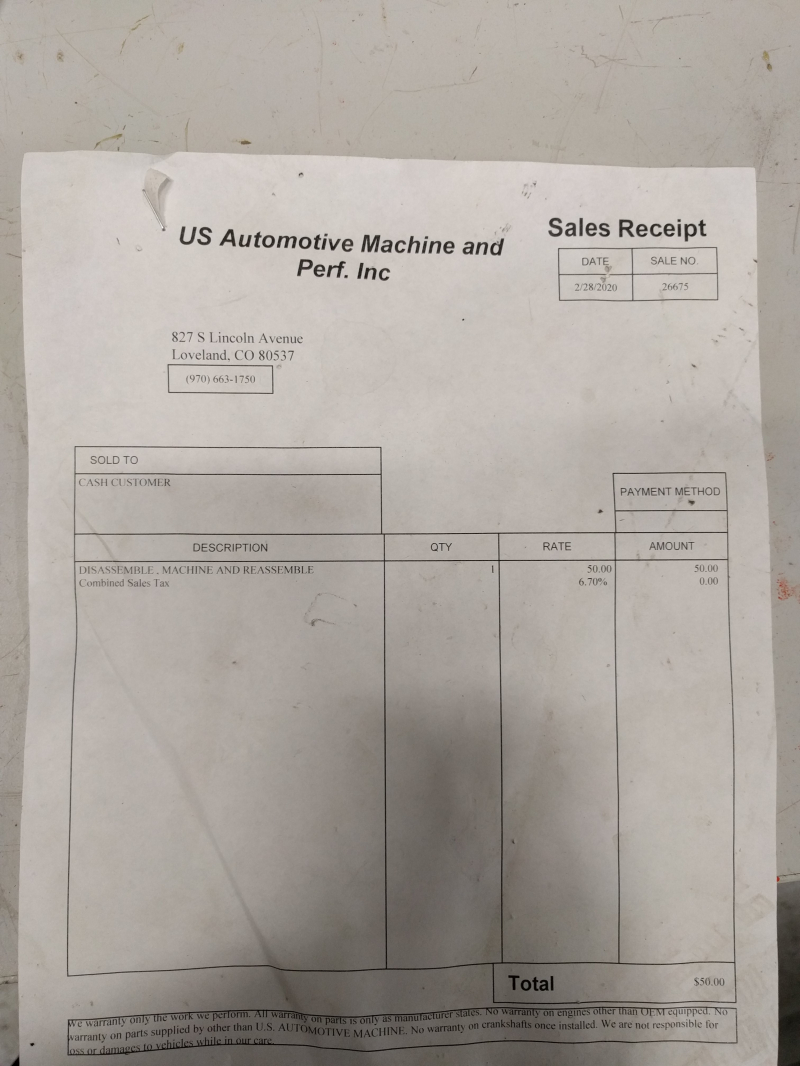 US Automotive Machine and
Perf. Inc
Sales Receipt
DATE SALE NO.
2/28/2020 26675
827 S Lincoln Avenue
Loveland, CO 80537
(970) 663-1750
SOLD TO
CASH CUSTOMER
PAYMENT METHOD
DESCRIPTION QTY RATE AMOUNT
DISASSEMBLE , MACHINE AND REASSEMBLE 1 50.00 50.00
Combined Sales Tax 6.70% 0.00
Total $50.00
We warranty only the work we perform. All warranty on parts is only as manufacturer states. No warranty on engines other than OEM equipped. No
warranty on parts supplied by other than U.S. AUTOMOTIVE MACHINE. No warranty on crankshafts once installed. We are not responsible for
loss or damages to vehicles while in our care.